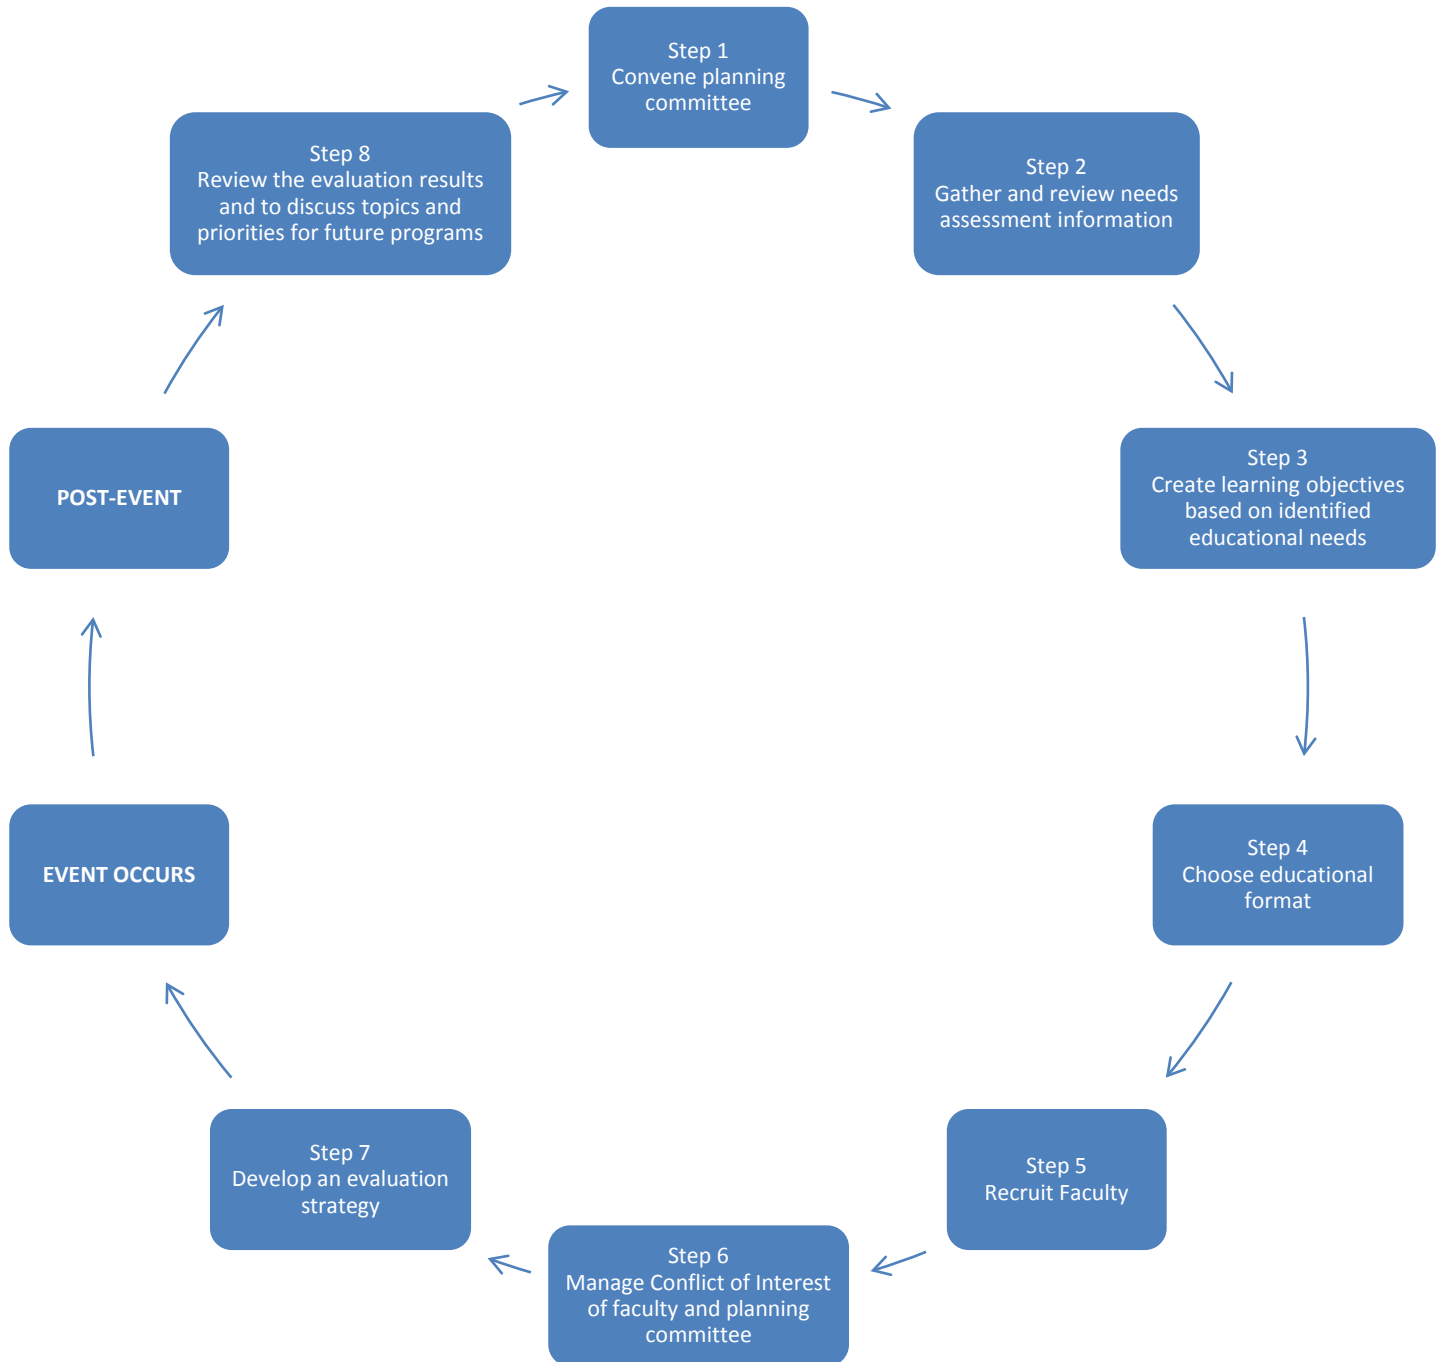 Step 1
Convene planning
committee
Step 2
Gather and review needs
assessment information
Step 3
Create learning objectives
based on identified
educational needs
Step 4
Choose educational
format
Step 5
Recruit Faculty
Step 6
Manage Conflict of Interest
of faculty and planning
committee
Step 7
Develop an evaluation
strategy
EVENT OCCURS
POST-EVENT
Step 8
Review the evaluation results
and to discuss topics and
priorities for future programs